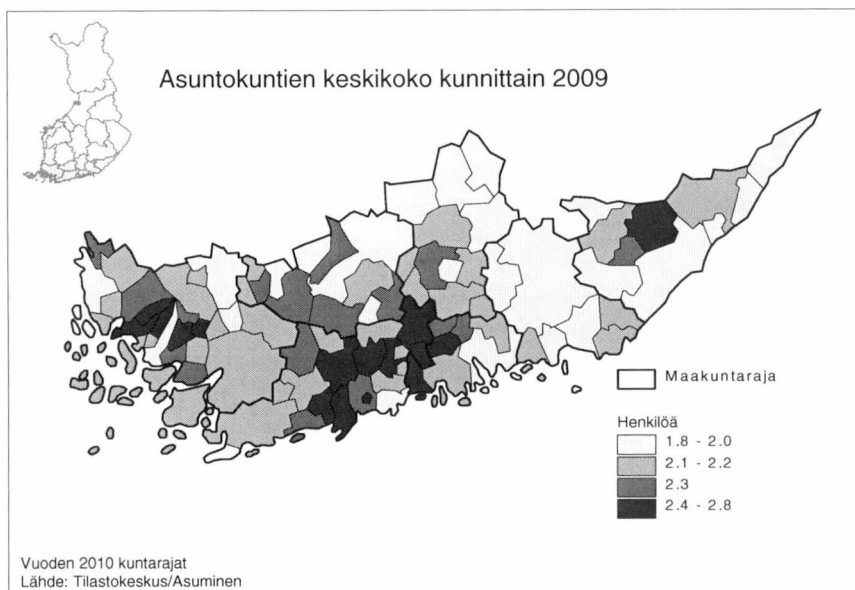 Asuntokuntien keskikoko kunnittain 2009
Maakuntaraja
Henkilöä
1.8 - 2.0
2.1 - 2.2
2.3
2.4 - 2.8
Vuoden 2010 kuntarajat
Lähde: Tilastokeskus/Asuminen